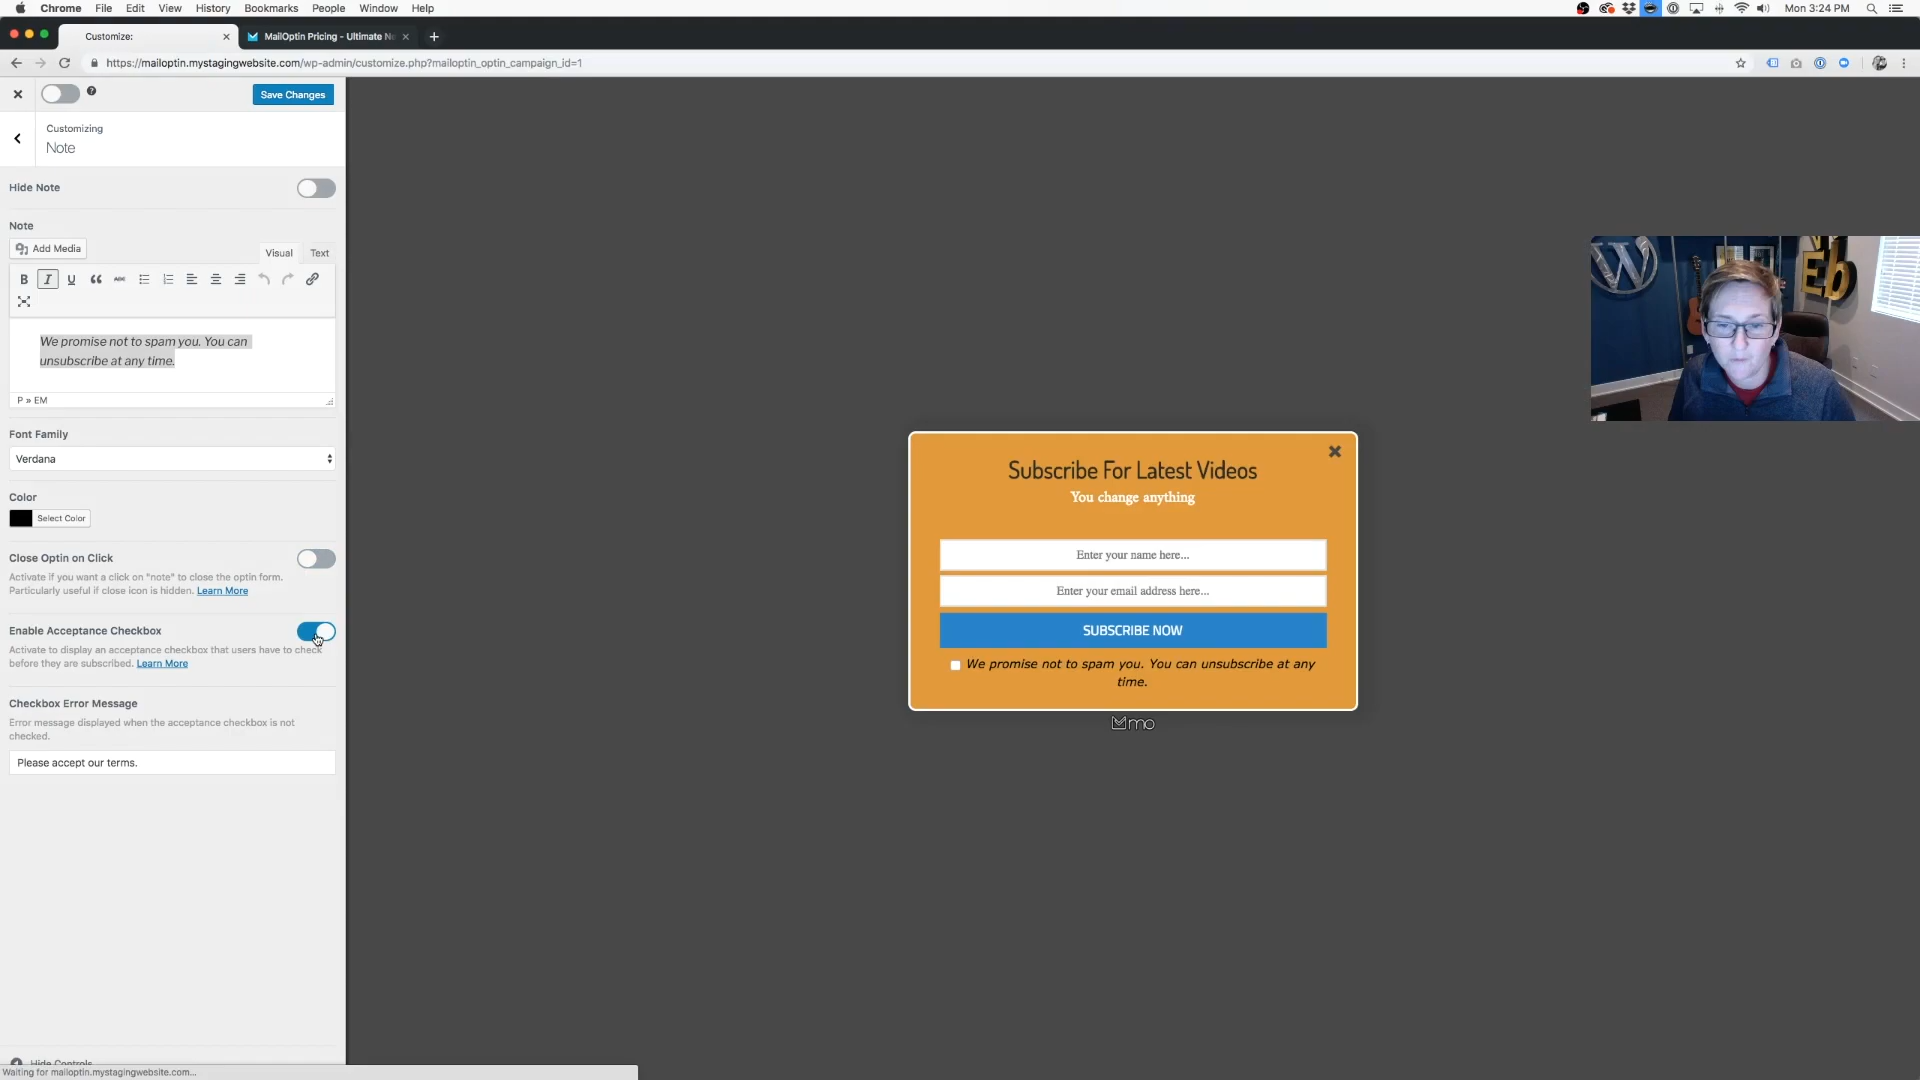 Chrome File Edit View History Bookmarks People Window Help
Mon 3:24 PM
Customize:
MailOptin Pricing - Ultimate N
https://mailoptin.mystagingwebsite.com/wp-admin/customize.php?mailoptin_optin_campaign_id=1
Save Changes
Customizing
Note
Hide Note
Note
Add Media
Visual Text
B I U ABC
We promise not to spam you. You can
unsubscribe at any time.
P » EM
Font Family
Verdana
Color
Select Color
Close Optin on Click
Activate if you want a click on "note" to close the optin form.
Particularly useful if close icon is hidden. Learn More
Enable Acceptance Checkbox
Activate to display an acceptance checkbox that users have to check
before they are subscribed. Learn More
Checkbox Error Message
Error message displayed when the acceptance checkbox is not
checked.
Please accept our terms.
Hide Controls
Waiting for mailoptin.mystagingwebsite.com...
Subscribe For Latest Videos
You change anything
Enter your name here...
Enter your email address here...
SUBSCRIBE NOW
We promise not to spam you. You can unsubscribe at any
time.
mo
W
Eb